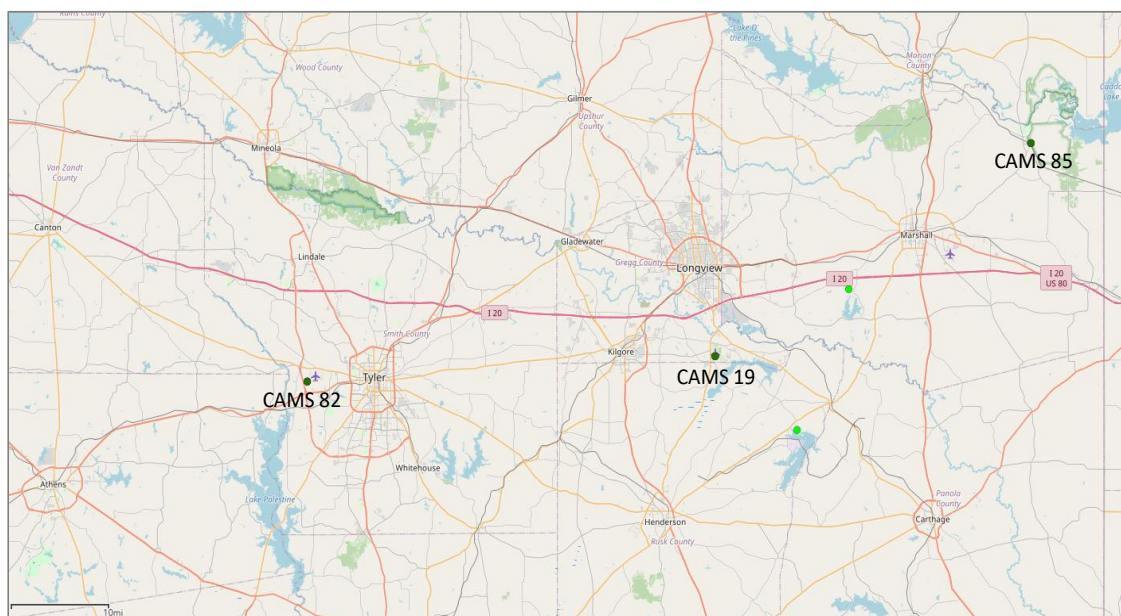 Rains County
Wood County
Lake O'
the Pines
Marion
County
Caddo
Lake
Gilmer
Upshur
County
Mineola
CAMS 85
Van Zandt
County
Canton
Gladewater
Marshall
Lindale
Gregg County
Longview
I 20
I 20
US 80
I 20
Smith County
Kilgore
CAMS 19
Tyler
CAMS 82
Whitehouse
Athens
Lake Palestine
Panola
County
Henderson
Carthage
Rusk County
10mi